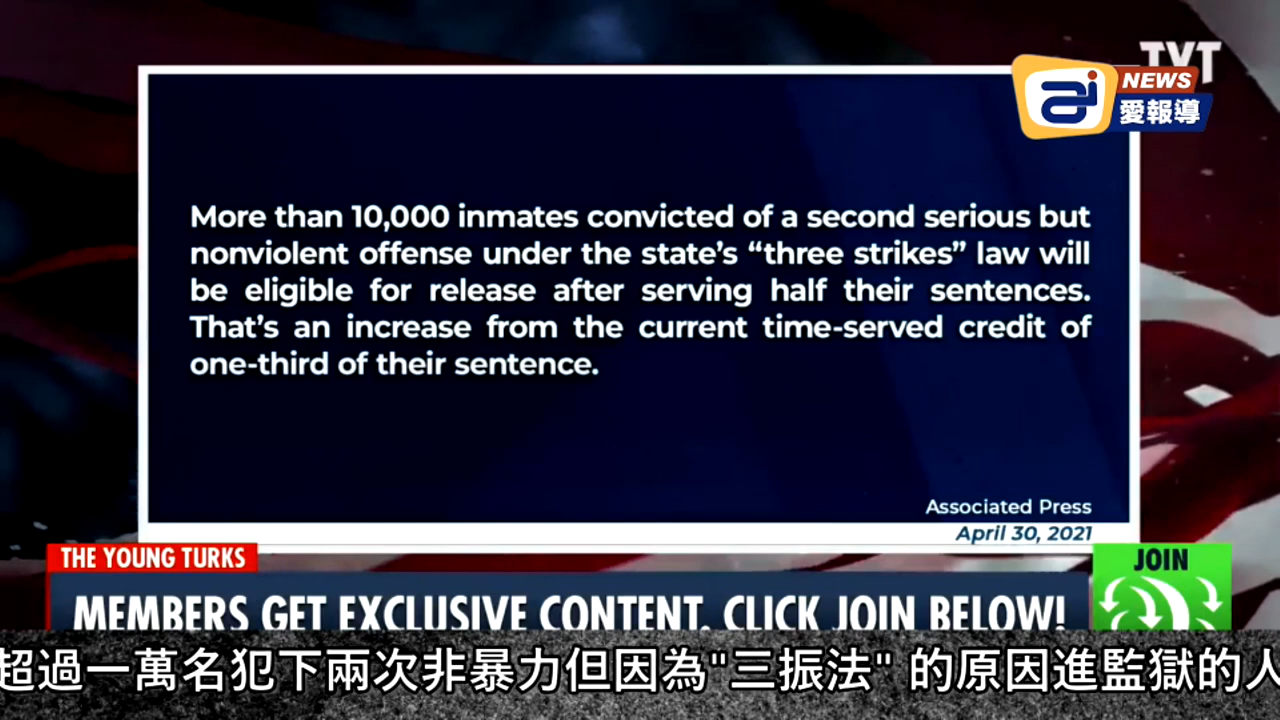 TYT
ai NEWS
愛報導
More than 10,000 inmates convicted of a second serious but
nonviolent offense under the state's “three strikes” law will
be eligible for release after serving half their sentences.
That's an increase from the current time-served credit of
one-third of their sentence.
Associated Press
April 30, 2021
THE YOUNG TURKS
JOIN
MEMBERS GET EXCLUSIVE CONTENT. CLICK JOIN BELOW!
超過一萬名犯下兩次非暴力但因為"三振法" 的原因進監獄的人